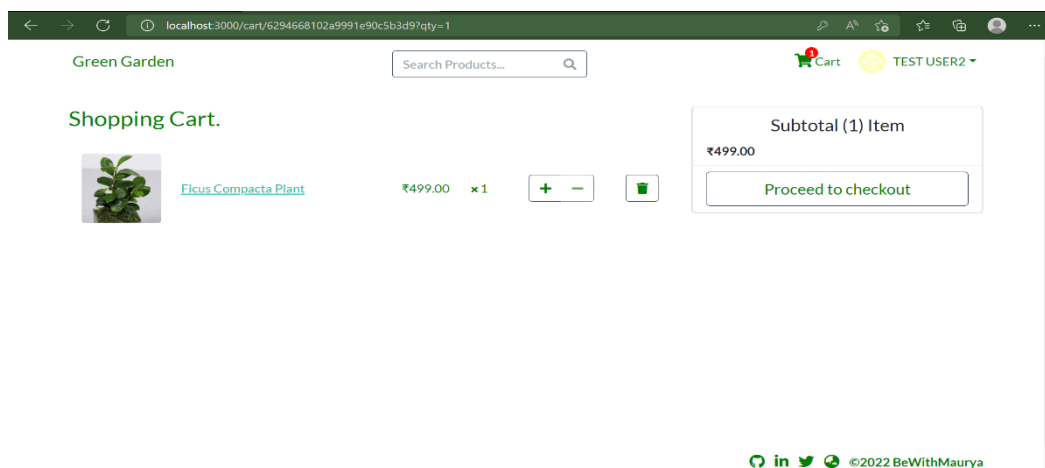 localhost:3000/cart/6294668102a9991e90c5b3d9?qty=1
Green Garden
Search Products...
1
Cart
TEST USER2
Shopping Cart.
Ficus Compacta Plant
₹499.00
×1
+ −
Subtotal (1) Item
₹499.00
Proceed to checkout
©2022 BeWithMaurya